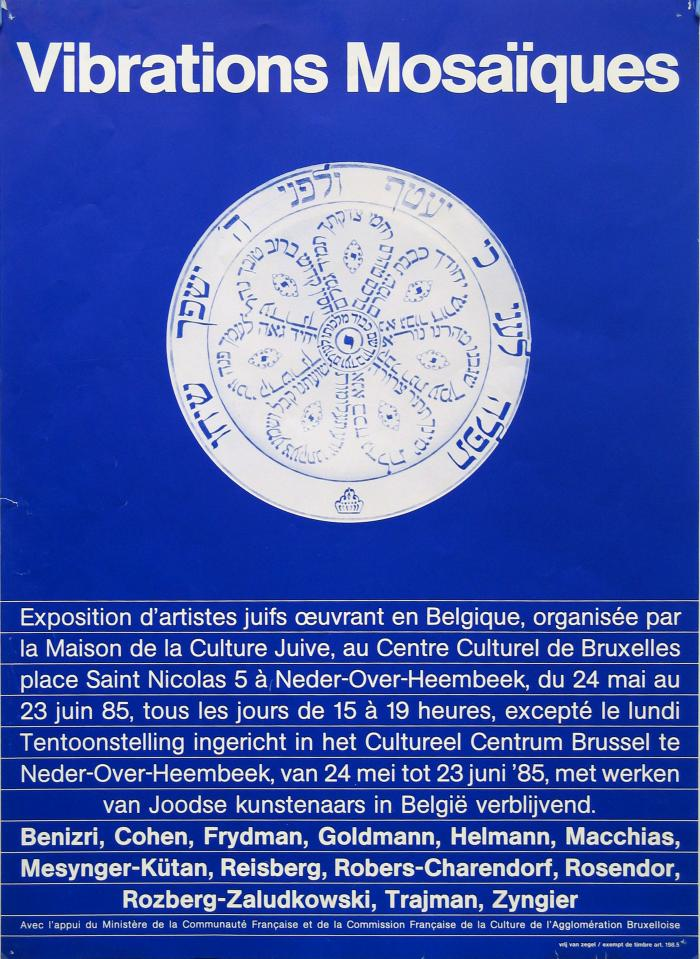 Vibrations Mosaïques
תפלה לעני כי יעטף ולפני ה' ישפך שיחו
Exposition d'artistes juifs œuvrant en Belgique, organisée par
la Maison de la Culture Juive, au Centre Culturel de Bruxelles
place Saint Nicolas 5 à Neder-Over-Heembeek, du 24 mai au
23 juin 85, tous les jours de 15 à 19 heures, excepté le lundi
Tentoonstelling ingericht in het Cultureel Centrum Brussel te
Neder-Over-Heembeek, van 24 mei tot 23 juni '85, met werken
van Joodse kunstenaars in België verblijvend.
Benizri, Cohen, Frydman, Goldmann, Helmann, Macchias,
Mesynger-Kütan, Reisberg, Robers-Charendorf, Rosendor,
Rozberg-Zaludkowski, Trajman, Zyngier
Avec l'appui du Ministère de la Communauté Française et de la Commission Française de la Culture de l'Agglomération Bruxelloise
vrij van zegel / exempt de timbre art. 198.5